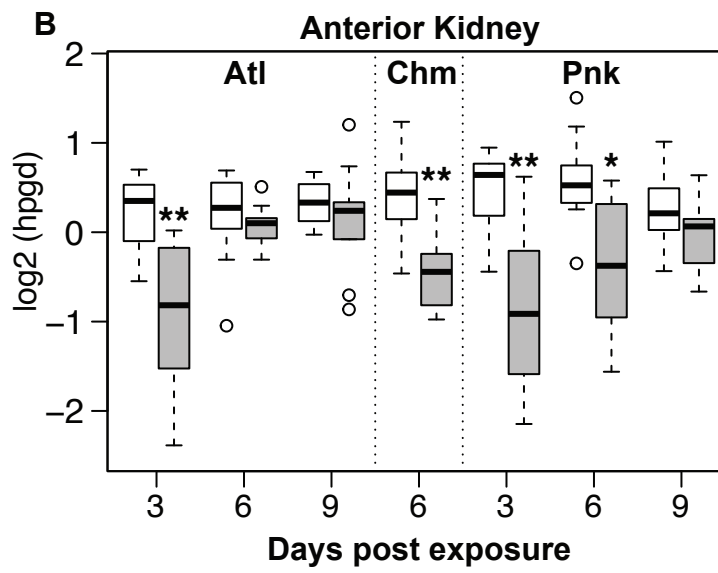 B
Anterior Kidney
Atl Chm Pnk
log2 (hpgd)
2
1
0
−1
−2
** ** ** *
3 6 9 6 3 6 9
Days post exposure